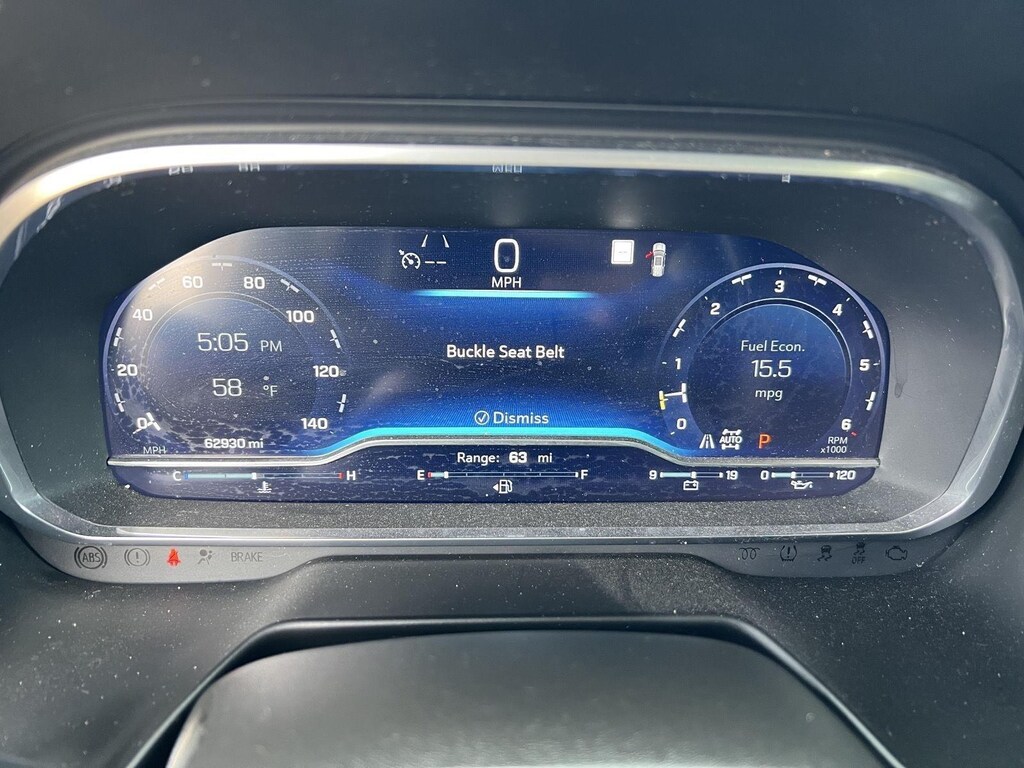 0
MPH
60 80
40 100
20 120
0 140
5:05 PM
58 °F
MPH
62930 mi
Buckle Seat Belt
Dismiss
3
2 4
1 5
0 6
Fuel Econ.
15.5
mpg
AUTO P
RPM
x1000
Range: 63 mi
C H
E F
9 19
0 120
ABS
BRAKE
OFF